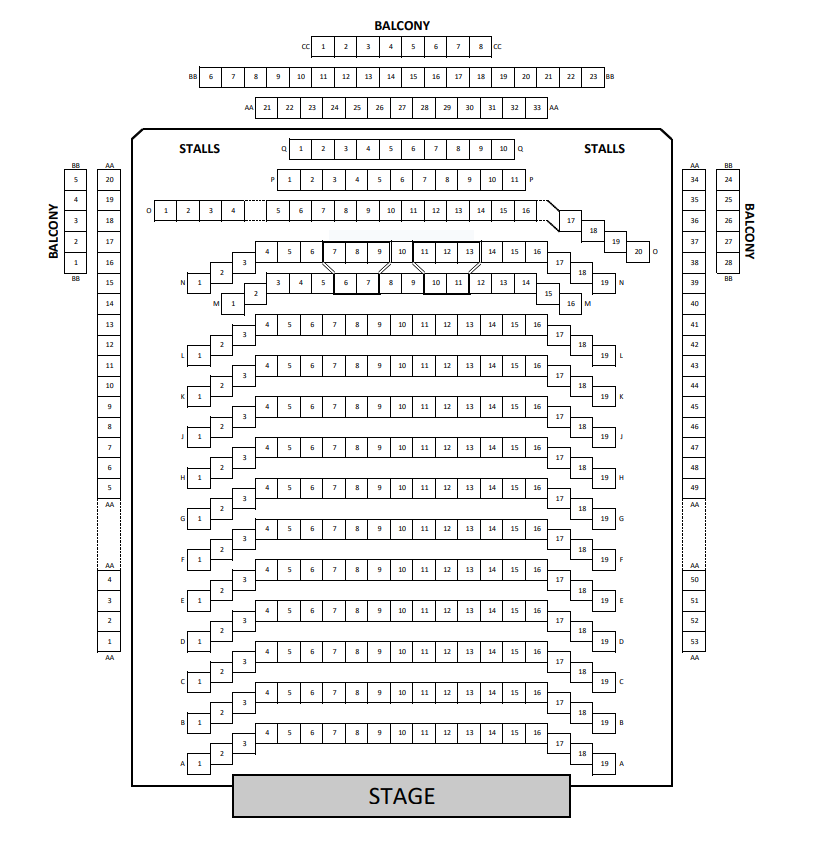 BALCONY
CC 1 2 3 4 5 6 7 8 CC
BB 6 7 8 9 10 11 12 13 14 15 16 17 18 19 20 21 22 23 BB
AA 21 22 23 24 25 26 27 28 29 30 31 32 33 AA
STALLS
STALLS
Q 1 2 3 4 5 6 7 8 9 10 Q
P 1 2 3 4 5 6 7 8 9 10 11 P
O 1 2 3 4 5 6 7 8 9 10 11 12 13 14 15 16 17 18 19 20 O
N 1 2 3 4 5 6 7 8 9 10 11 12 13 14 15 16 17 18 19 N
M 1 2 3 4 5 6 7 8 9 10 11 12 13 14 15 16 M
L 1 2 3 4 5 6 7 8 9 10 11 12 13 14 15 16 17 18 19 L
K 1 2 3 4 5 6 7 8 9 10 11 12 13 14 15 16 17 18 19 K
J 1 2 3 4 5 6 7 8 9 10 11 12 13 14 15 16 17 18 19 J
H 1 2 3 4 5 6 7 8 9 10 11 12 13 14 15 16 17 18 19 H
G 1 2 3 4 5 6 7 8 9 10 11 12 13 14 15 16 17 18 19 G
F 1 2 3 4 5 6 7 8 9 10 11 12 13 14 15 16 17 18 19 F
E 1 2 3 4 5 6 7 8 9 10 11 12 13 14 15 16 17 18 19 E
D 1 2 3 4 5 6 7 8 9 10 11 12 13 14 15 16 17 18 19 D
C 1 2 3 4 5 6 7 8 9 10 11 12 13 14 15 16 17 18 19 C
B 1 2 3 4 5 6 7 8 9 10 11 12 13 14 15 16 17 18 19 B
A 1 2 3 4 5 6 7 8 9 10 11 12 13 14 15 16 17 18 19 A
STAGE
BALCONY
BB
5
4
3
2
1
BB
AA
20
19
18
17
16
15
14
13
12
11
10
9
8
7
6
5
AA
AA
4
3
2
1
AA
AA
34
35
36
37
38
39
40
41
42
43
44
45
46
47
48
49
AA
AA
50
51
52
53
AA
BB
24
25
26
27
28
BB
BALCONY